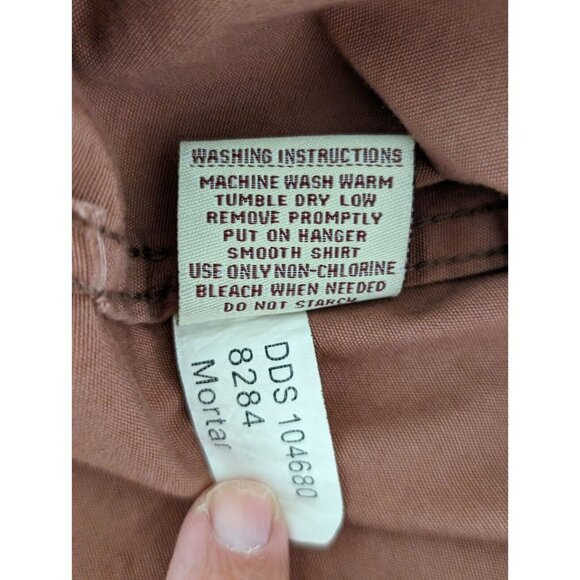 WASHING INSTRUCTIONS
MACHINE WASH WARM
TUMBLE DRY LOW
REMOVE PROMPTLY
PUT ON HANGER
SMOOTH SHIRT
USE ONLY NON-CHLORINE
BLEACH WHEN NEEDED
DO NOT STARCH
DDS 104680
8284
Mortar